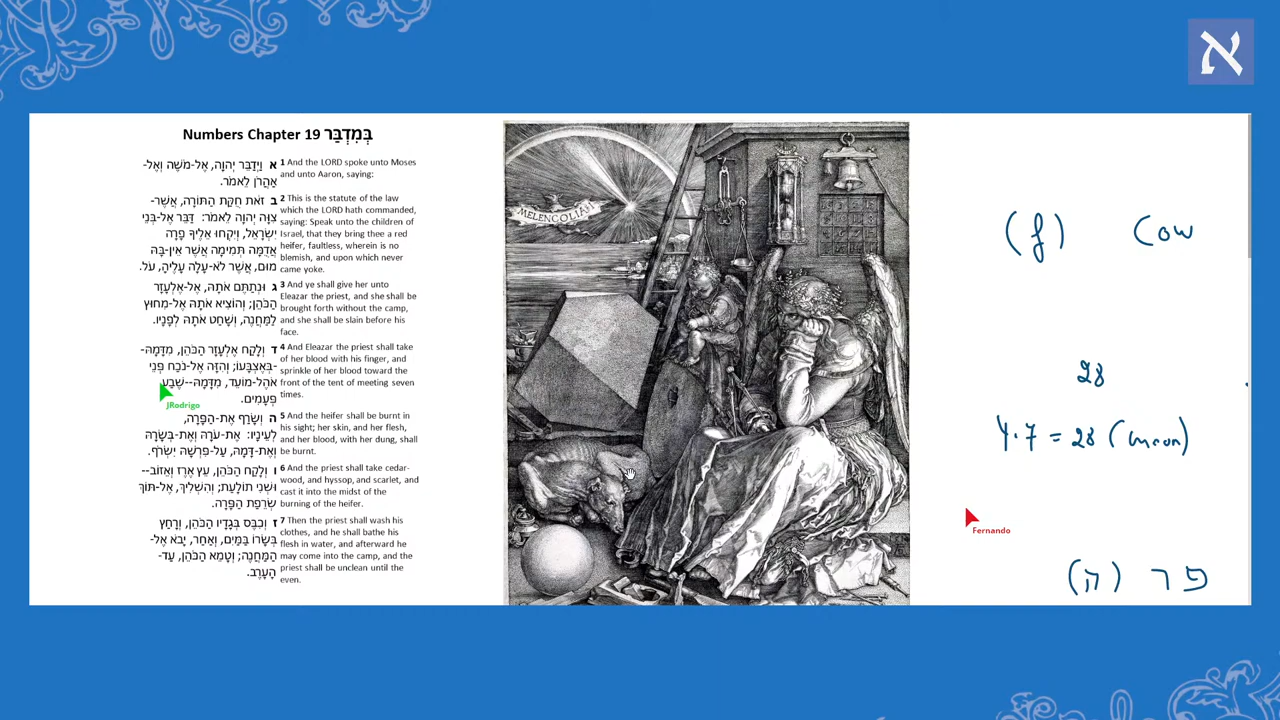 א
Numbers Chapter 19 בְּמִדְבַּר
א וַיְדַבֵּר יְהוָה, אֶל-מֹשֶׁה וְאֶל-
אַהֲרֹן לֵאמֹר.
1 And the LORD spoke unto Moses
and unto Aaron, saying:
ב זֹאת חֻקַּת הַתּוֹרָה, אֲשֶׁר-
צִוָּה יְהוָה לֵאמֹר: דַּבֵּר אֶל-בְּנֵי
יִשְׂרָאֵל, וְיִקְחוּ אֵלֶיךָ פָרָה
אֲדֻמָּה תְּמִימָה אֲשֶׁר אֵין-בָּהּ
מוּם, אֲשֶׁר לֹא-עָלָה עָלֶיהָ, עֹל.
2 This is the statute of the law
which the LORD hath commanded,
saying: Speak unto the children of
Israel, that they bring thee a red
heifer, faultless, wherein is no
blemish, and upon which never
came yoke.
ג וּנְתַתֶּם אֹתָהּ, אֶל-אֶלְעָזָר
הַכֹּהֵן; וְהוֹצִיא אֹתָהּ אֶל-מִחוּץ
לַמַּחֲנֶה, וְשָׁחַט אֹתָהּ לְפָנָיו.
3 And ye shall give her unto
Eleazar the priest, and she shall be
brought forth without the camp,
and she shall be slain before his
face.
ד וְלָקַח אֶלְעָזָר הַכֹּהֵן, מִדָּמָהּ-
-בְּאֶצְבָּעוֹ; וְהִזָּה אֶל-נֹכַח פְּנֵי
אֹהֶל-מוֹעֵד, מִדָּמָהּ--שֶׁבַע
פְּעָמִים.
4 And Eleazar the priest shall take
of her blood with his finger, and
sprinkle of her blood toward the
front of the tent of meeting seven
times.
ה וְשָׂרַף אֶת-הַפָּרָה,
לְעֵינָיו: אֶת-עֹרָהּ וְאֶת-בְּשָׂרָהּ
וְאֶת-דָּמָהּ, עַל-פִּרְשָׁהּ יִשְׂרֹף.
5 And the heifer shall be burnt in
his sight; her skin, and her flesh,
and her blood, with her dung, shall
be burnt.
ו וְלָקַח הַכֹּהֵן, עֵץ אֶרֶז וְאֵזוֹב--
וּשְׁנִי תוֹלָעַת; וְהִשְׁלִיךְ, אֶל-תּוֹךְ
שְׂרֵפַת הַפָּרָה.
6 And the priest shall take cedar-
wood, and hyssop, and scarlet, and
cast it into the midst of the
burning of the heifer.
ז וְכִבֶּס בְּגָדָיו הַכֹּהֵן, וְרָחַץ
בְּשָׂרוֹ בַּמַּיִם, וְאַחַר, יָבֹא אֶל-
הַמַּחֲנֶה; וְטָמֵא הַכֹּהֵן, עַד-
הָעָרֶב.
7 Then the priest shall wash his
clothes, and he shall bathe his
flesh in water, and afterward he
may come into the camp, and the
priest shall be unclean until the
even.
JRodrigo
MELENCOLIA
(f) Cow
28
4·7 = 28 (moon)
Fernando
פר (ה)